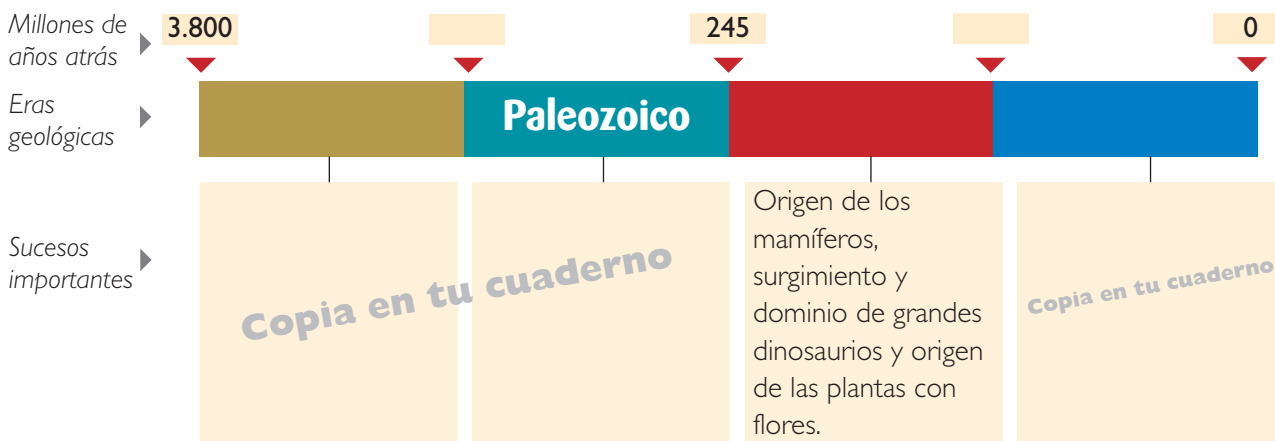 Millones de
años atrás
3.800
245
0
Eras
geológicas
Paleozoico
Sucesos
importantes
Copia en tu cuaderno
Origen de los
mamíferos,
surgimiento y
dominio de grandes
dinosaurios y origen
de las plantas con
flores.
Copia en tu cuaderno